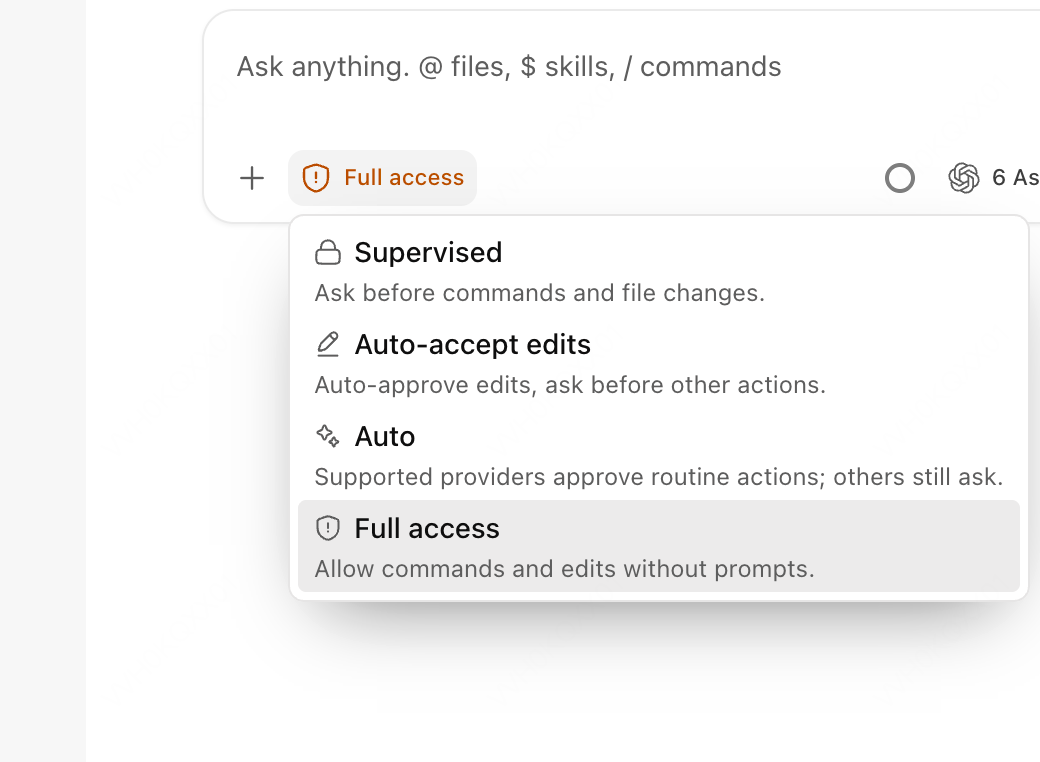 Ask anything. @ files, $ skills, / commands
Full access
6 As
Supervised
Ask before commands and file changes.
Auto-accept edits
Auto-approve edits, ask before other actions.
Auto
Supported providers approve routine actions; others still ask.
Full access
Allow commands and edits without prompts.